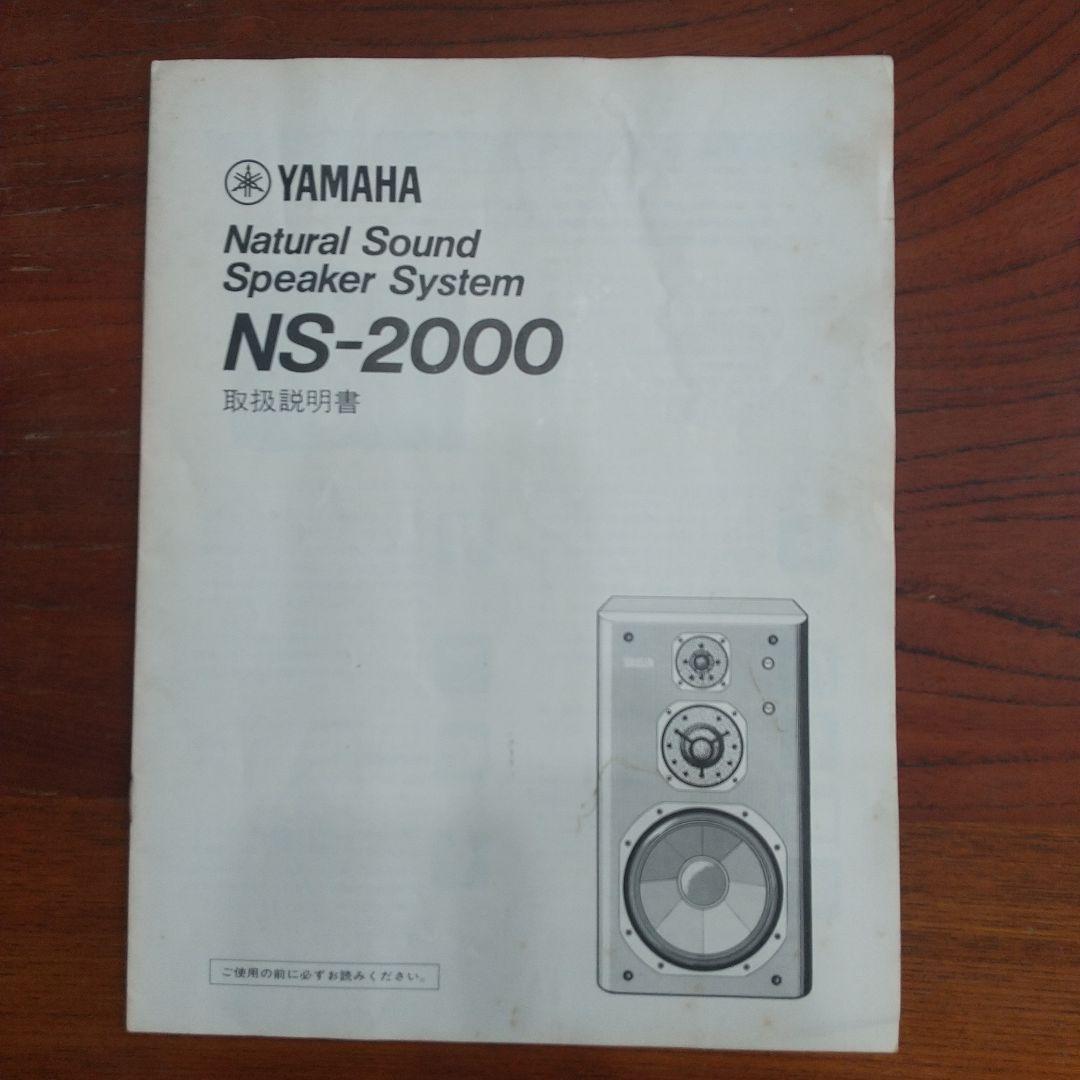 YAMAHA
Natural Sound
Speaker System
NS-2000
取扱説明書
ご使用の前に必ずお読みください。